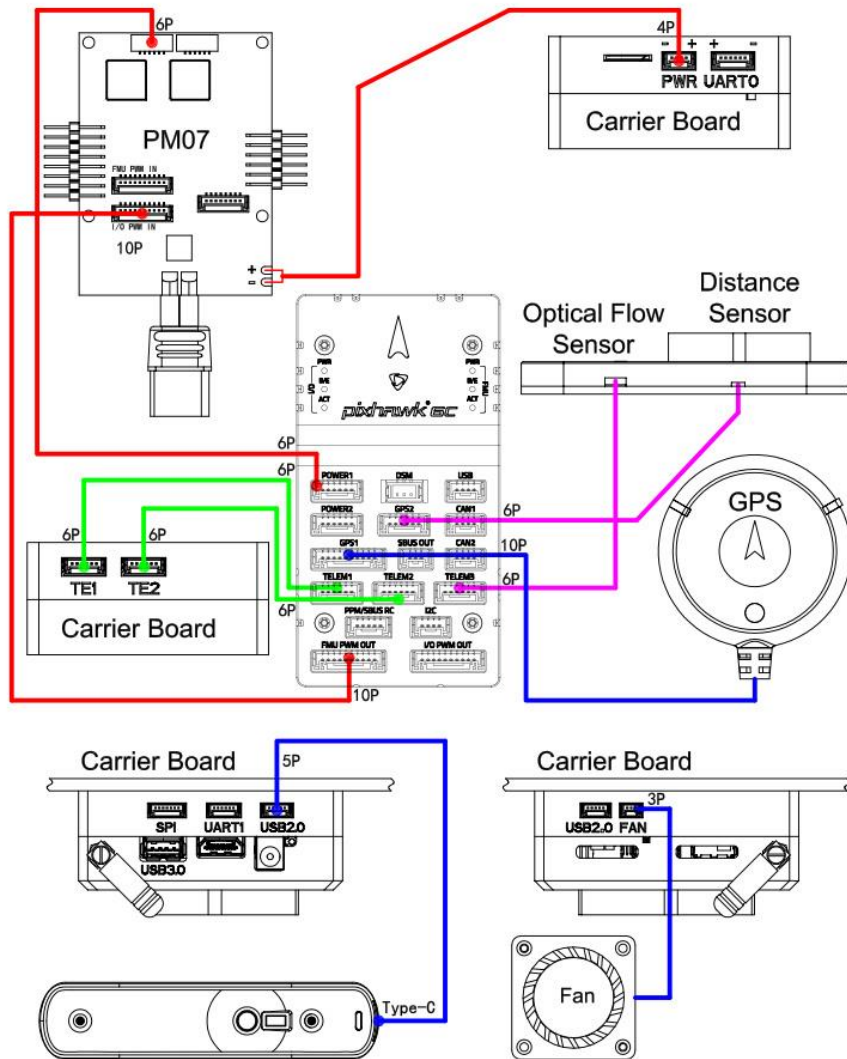 6P
4P
- + + -
PWR UART0
Carrier Board
PM07
FMU PWM IN
I/O PWM IN
10P
+
-
Optical Flow
Sensor
Distance
Sensor
PWR PWR
I/O B/E B/E FMU
ACT ACT
pixhawk 6C
6P
6P
POWER1 DSM USB
POWER2 GPS2 CAN1
6P
GPS1 SBUS OUT CAN2
10P
TELEM1 TELEM2 TELEM3
6P
6P
PPM/SBUS RC I2C
FMU PWM OUT I/O PWM OUT
10P
6P 6P
TE1 TE2
Carrier Board
GPS
Carrier Board
5P
SPI UART1 USB2.0
USB3.0
Type-C
Carrier Board
3P
USB2.0 FAN
Fan